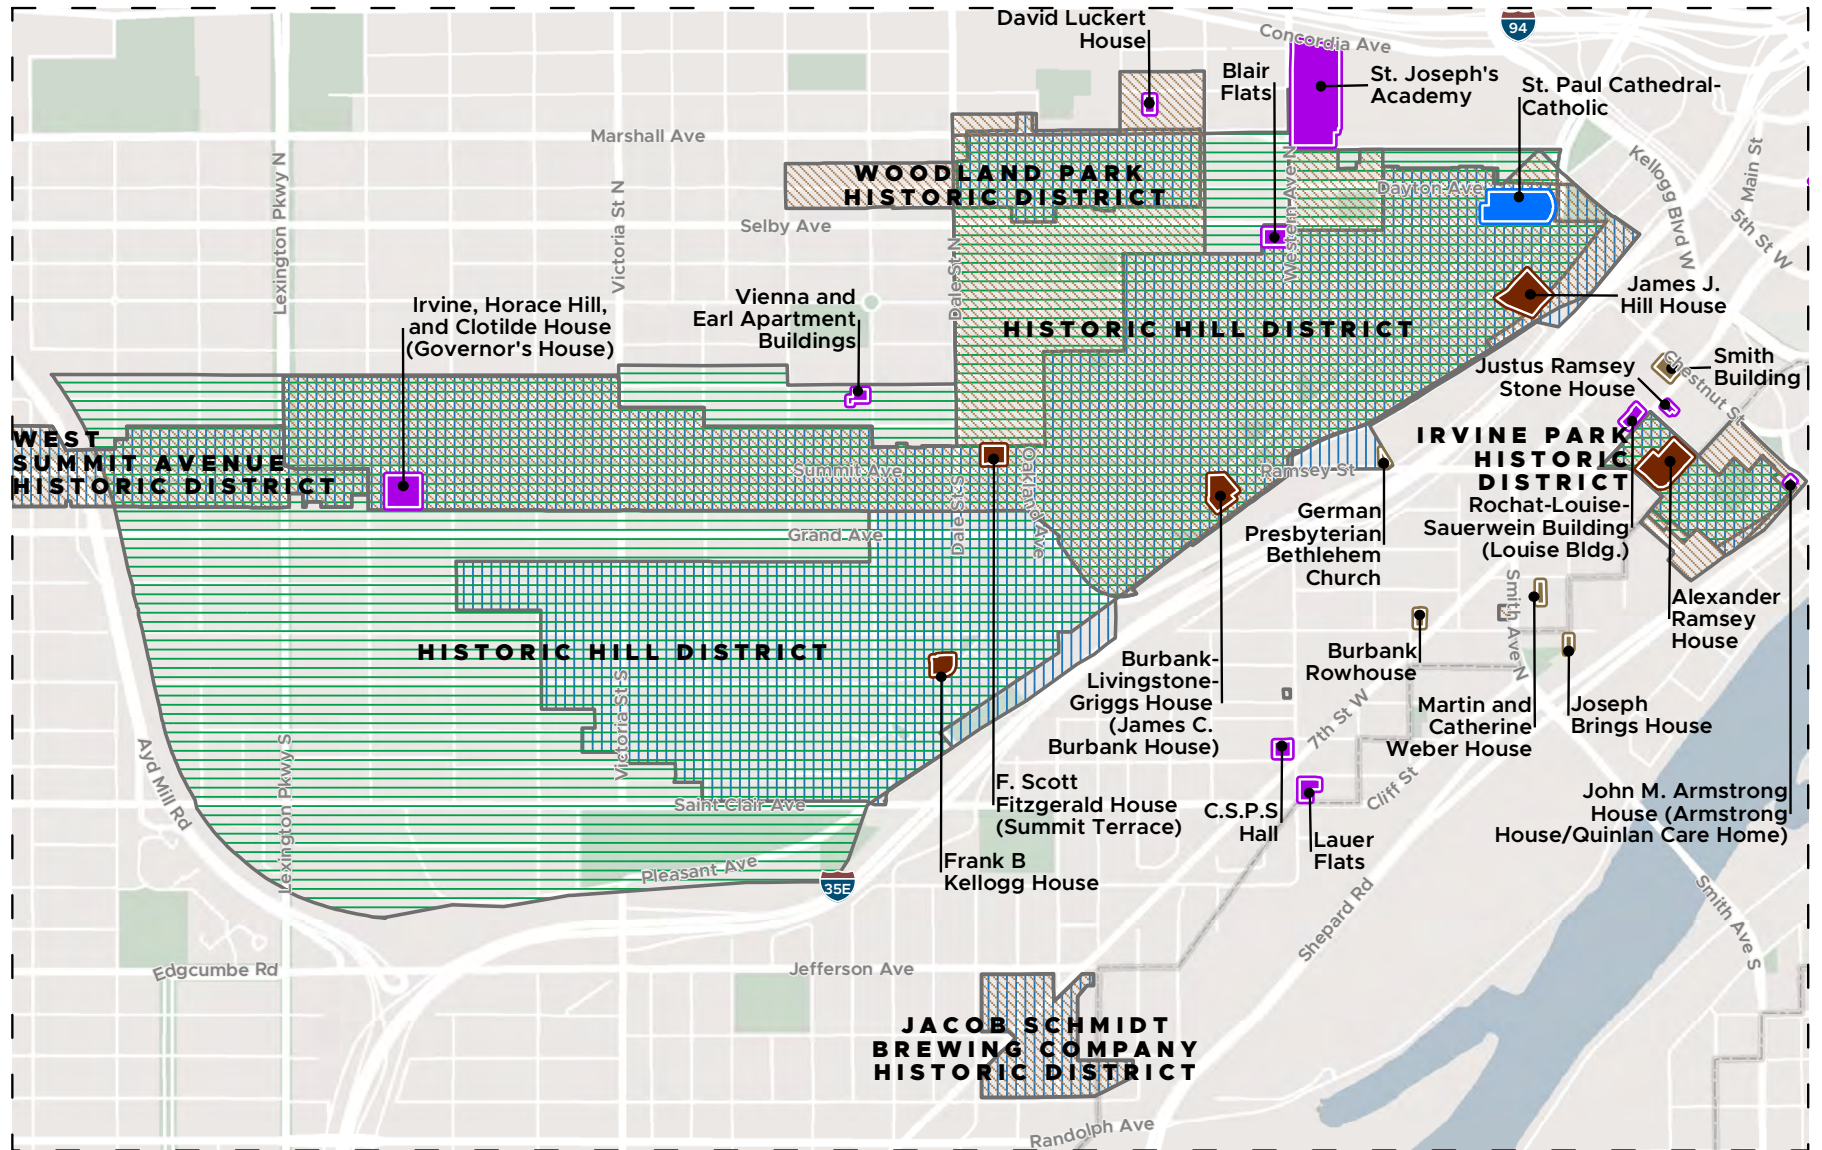 David Luckert
House
Concordia Ave
94
Blair
Flats
St. Joseph's
Academy
St. Paul Cathedral-
Catholic
Marshall Ave
Kellogg Blvd W
Main St
5th St W
Lexington Pkwy N
Victoria St N
WOODLAND PARK
HISTORIC DISTRICT
Dayton Ave
Western Ave N
Selby Ave
Dale St N
Irvine, Horace Hill,
and Clotilde House
(Governor's House)
Vienna and
Earl Apartment
Buildings
HISTORIC HILL DISTRICT
James J.
Hill House
Justus Ramsey
Stone House
Smith
Building
Chestnut St
WEST
SUMMIT AVENUE
HISTORIC DISTRICT
Summit Ave
Oakland Ave
Ramsey St
IRVINE PARK
HISTORIC
DISTRICT
Rochat-Louise-
Sauerwein Building
(Louise Bldg.)
German
Presbyterian
Bethlehem
Church
Grand Ave
Dale St S
Smith Ave N
Alexander
Ramsey
House
HISTORIC HILL DISTRICT
Victoria St S
Burbank-
Livingstone-
Griggs House
(James C.
Burbank House)
Burbank
Rowhouse
Martin and
Catherine
Weber House
Joseph
Brings House
7th St W
Ayd Mill Rd
Lexington Pkwy S
Saint Clair Ave
F. Scott
Fitzgerald House
(Summit Terrace)
C.S.P.S
Hall
Cliff St
John M. Armstrong
House (Armstrong
House/Quinlan Care Home)
Lauer
Flats
Pleasant Ave
35E
Frank B
Kellogg House
Shepard Rd
Smith Ave S
Edgcumbe Rd
Jefferson Ave
JACOB SCHMIDT
BREWING COMPANY
HISTORIC DISTRICT
Randolph Ave